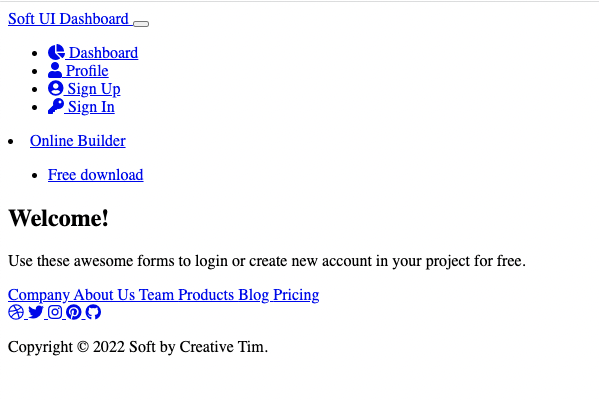 Soft UI Dashboard
Dashboard
Profile
Sign Up
Sign In
Online Builder
Free download
Welcome!
Use these awesome forms to login or create new account in your project for free.
Company About Us Team Products Blog Pricing
Copyright © 2022 Soft by Creative Tim.